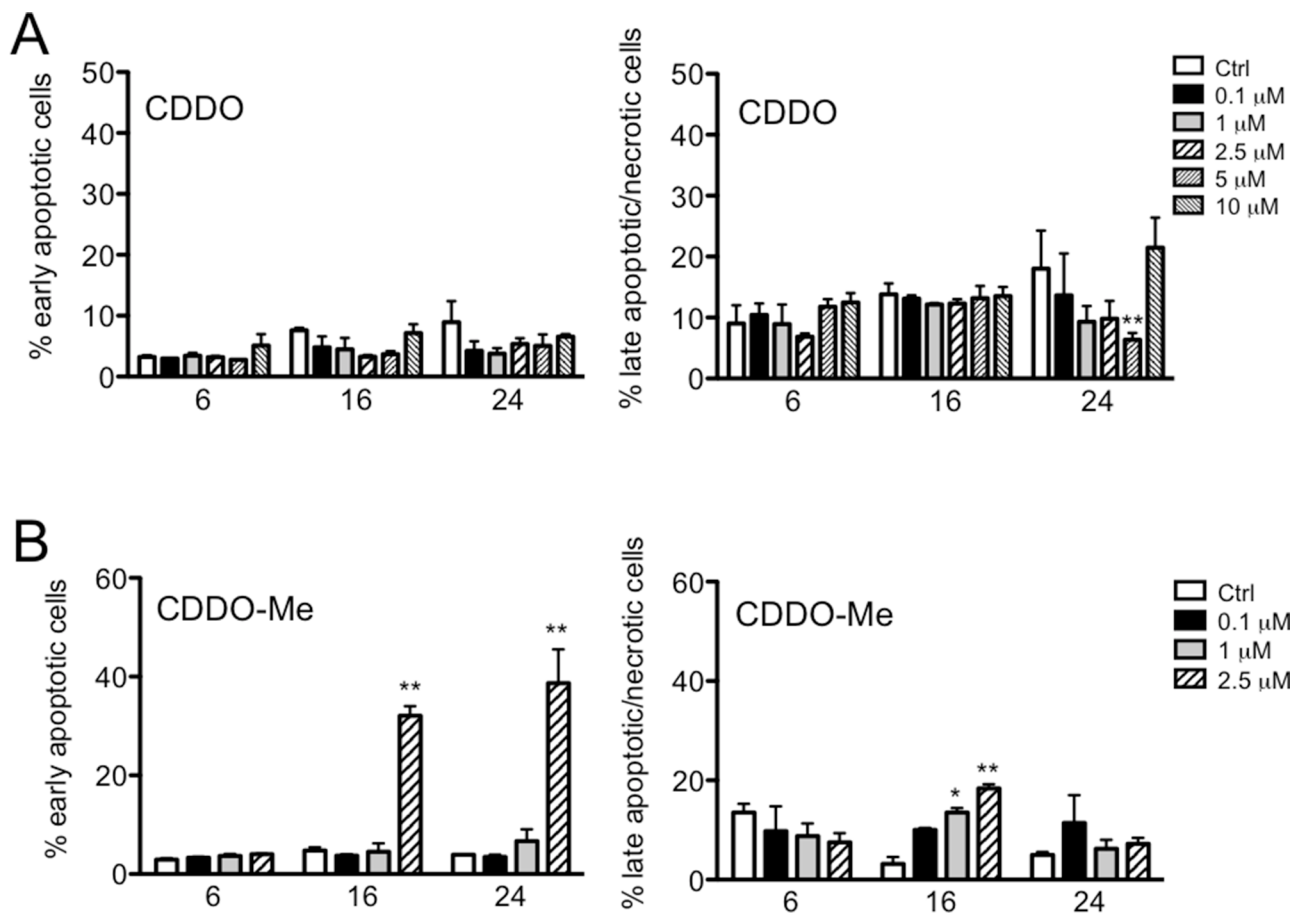 A
% early apoptotic cells
50
40
30
20
10
0
CDDO
6 16 24
% late apoptotic/necrotic cells
50
40
30
20
10
0
CDDO
**
6 16 24
Ctrl
0.1 µM
1 µM
2.5 µM
5 µM
10 µM
B
% early apoptotic cells
60
40
20
0
CDDO-Me
**
**
6 16 24
% late apoptotic/necrotic cells
60
40
20
0
CDDO-Me
*
**
6 16 24
Ctrl
0.1 µM
1 µM
2.5 µM